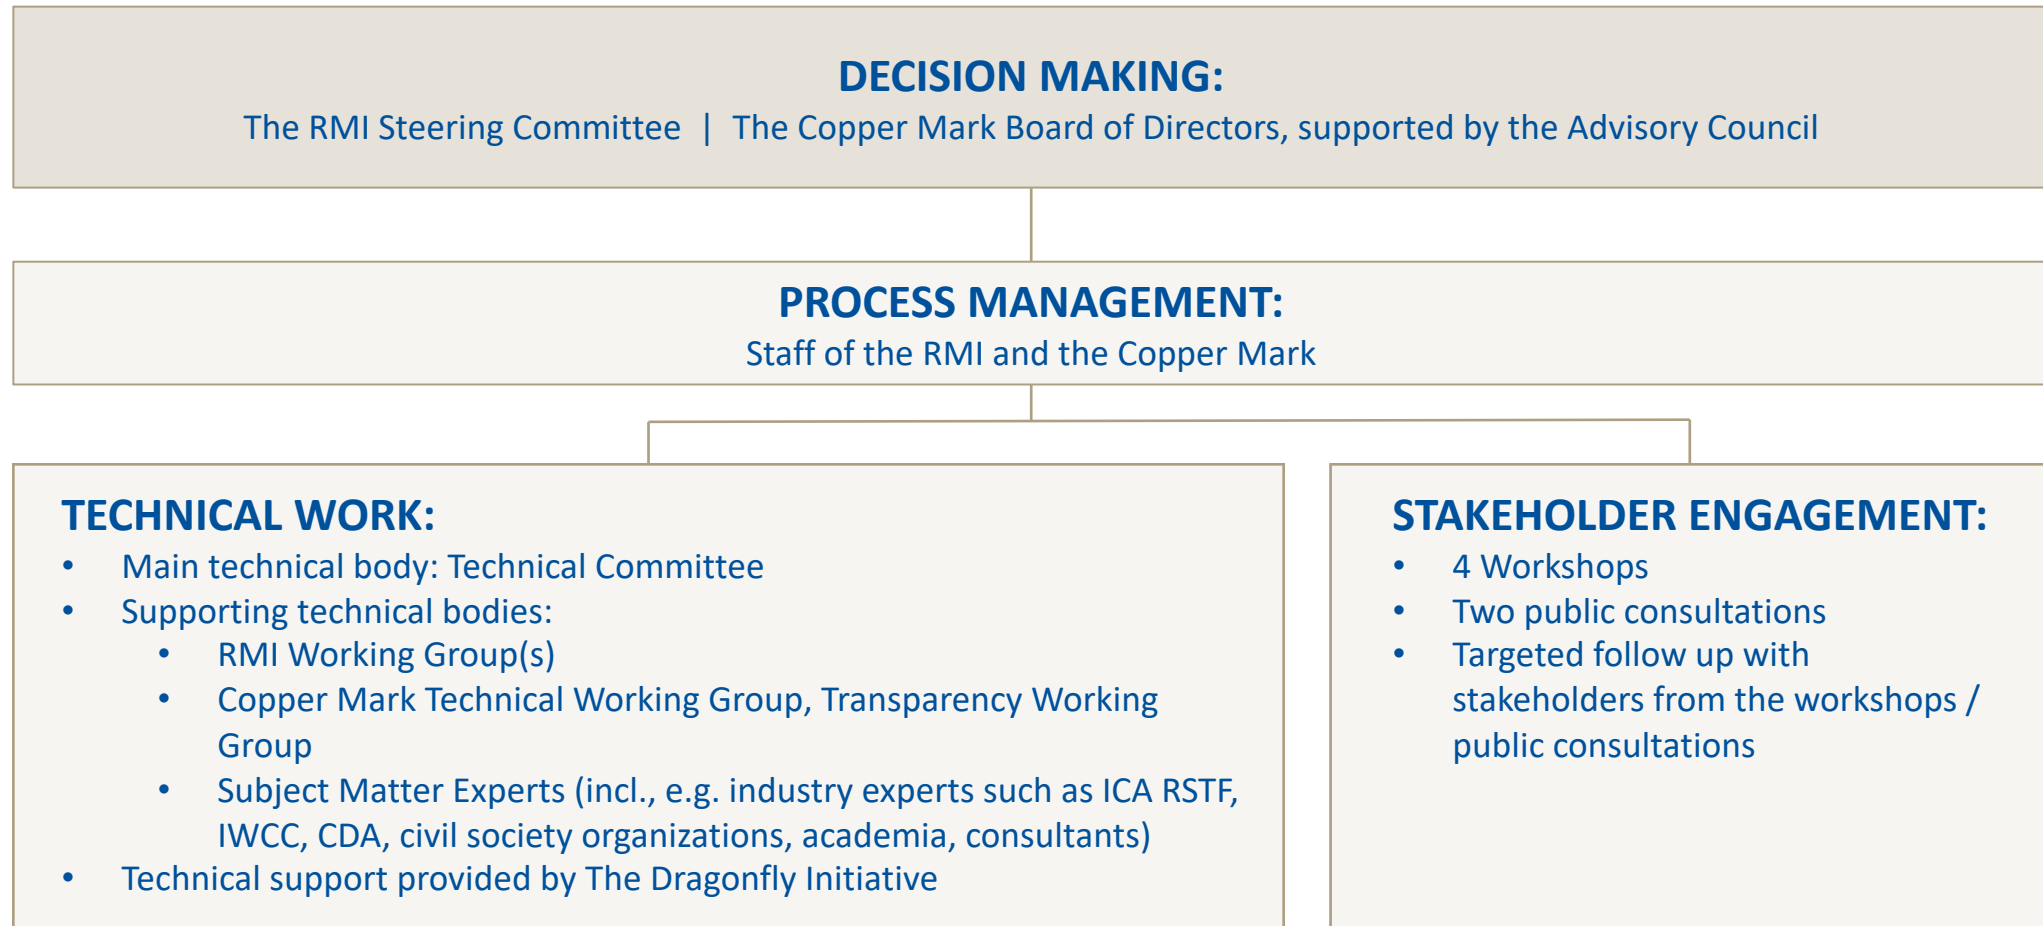 DECISION MAKING:
The RMI Steering Committee | The Copper Mark Board of Directors, supported by the Advisory Council
PROCESS MANAGEMENT:
Staff of the RMI and the Copper Mark
TECHNICAL WORK:
• Main technical body: Technical Committee
• Supporting technical bodies:
• RMI Working Group(s)
• Copper Mark Technical Working Group, Transparency Working
Group
• Subject Matter Experts (incl., e.g. industry experts such as ICA RSTF,
IWCC, CDA, civil society organizations, academia, consultants)
• Technical support provided by The Dragonfly Initiative
STAKEHOLDER ENGAGEMENT:
• 4 Workshops
• Two public consultations
• Targeted follow up with
stakeholders from the workshops /
public consultations